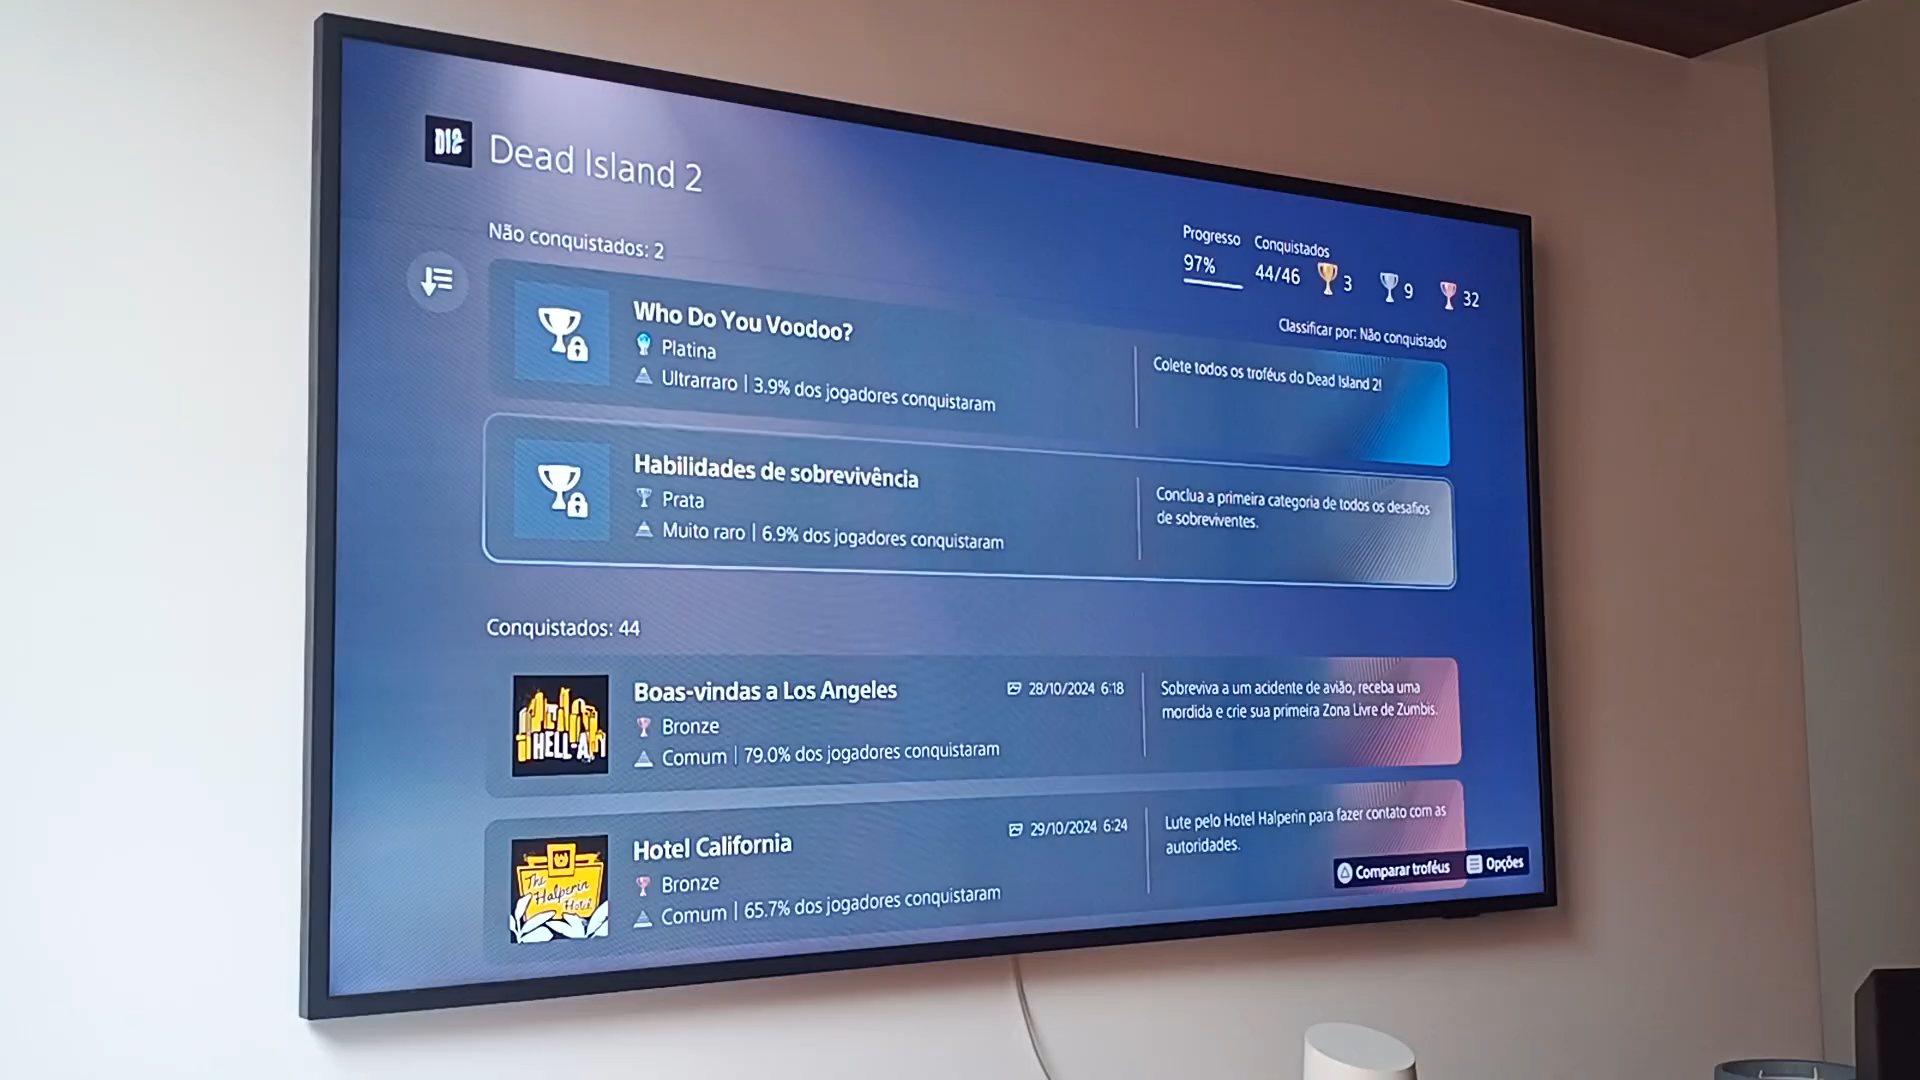 DI2
Dead Island 2
Não conquistados: 2
Progresso
Conquistados
97%
44/46
3
9
32
Classificar por: Não conquistado
Who Do You Voodoo?
Platina
Ultrarraro | 3.9% dos jogadores conquistaram
Colete todos os troféus do Dead Island 2!
Habilidades de sobrevivência
Prata
Muito raro | 6.9% dos jogadores conquistaram
Conclua a primeira categoria de todos os desafios
de sobreviventes.
Conquistados: 44
HELL-A
Boas-vindas a Los Angeles
28/10/2024 6:18
Bronze
Comum | 79.0% dos jogadores conquistaram
Sobreviva a um acidente de avião, receba uma
mordida e crie sua primeira Zona Livre de Zumbis.
The
Halperin
Hotel
Hotel California
29/10/2024 6:24
Bronze
Comum | 65.7% dos jogadores conquistaram
Lute pelo Hotel Halperin para fazer contato com as
autoridades.
Comparar troféus
Opções